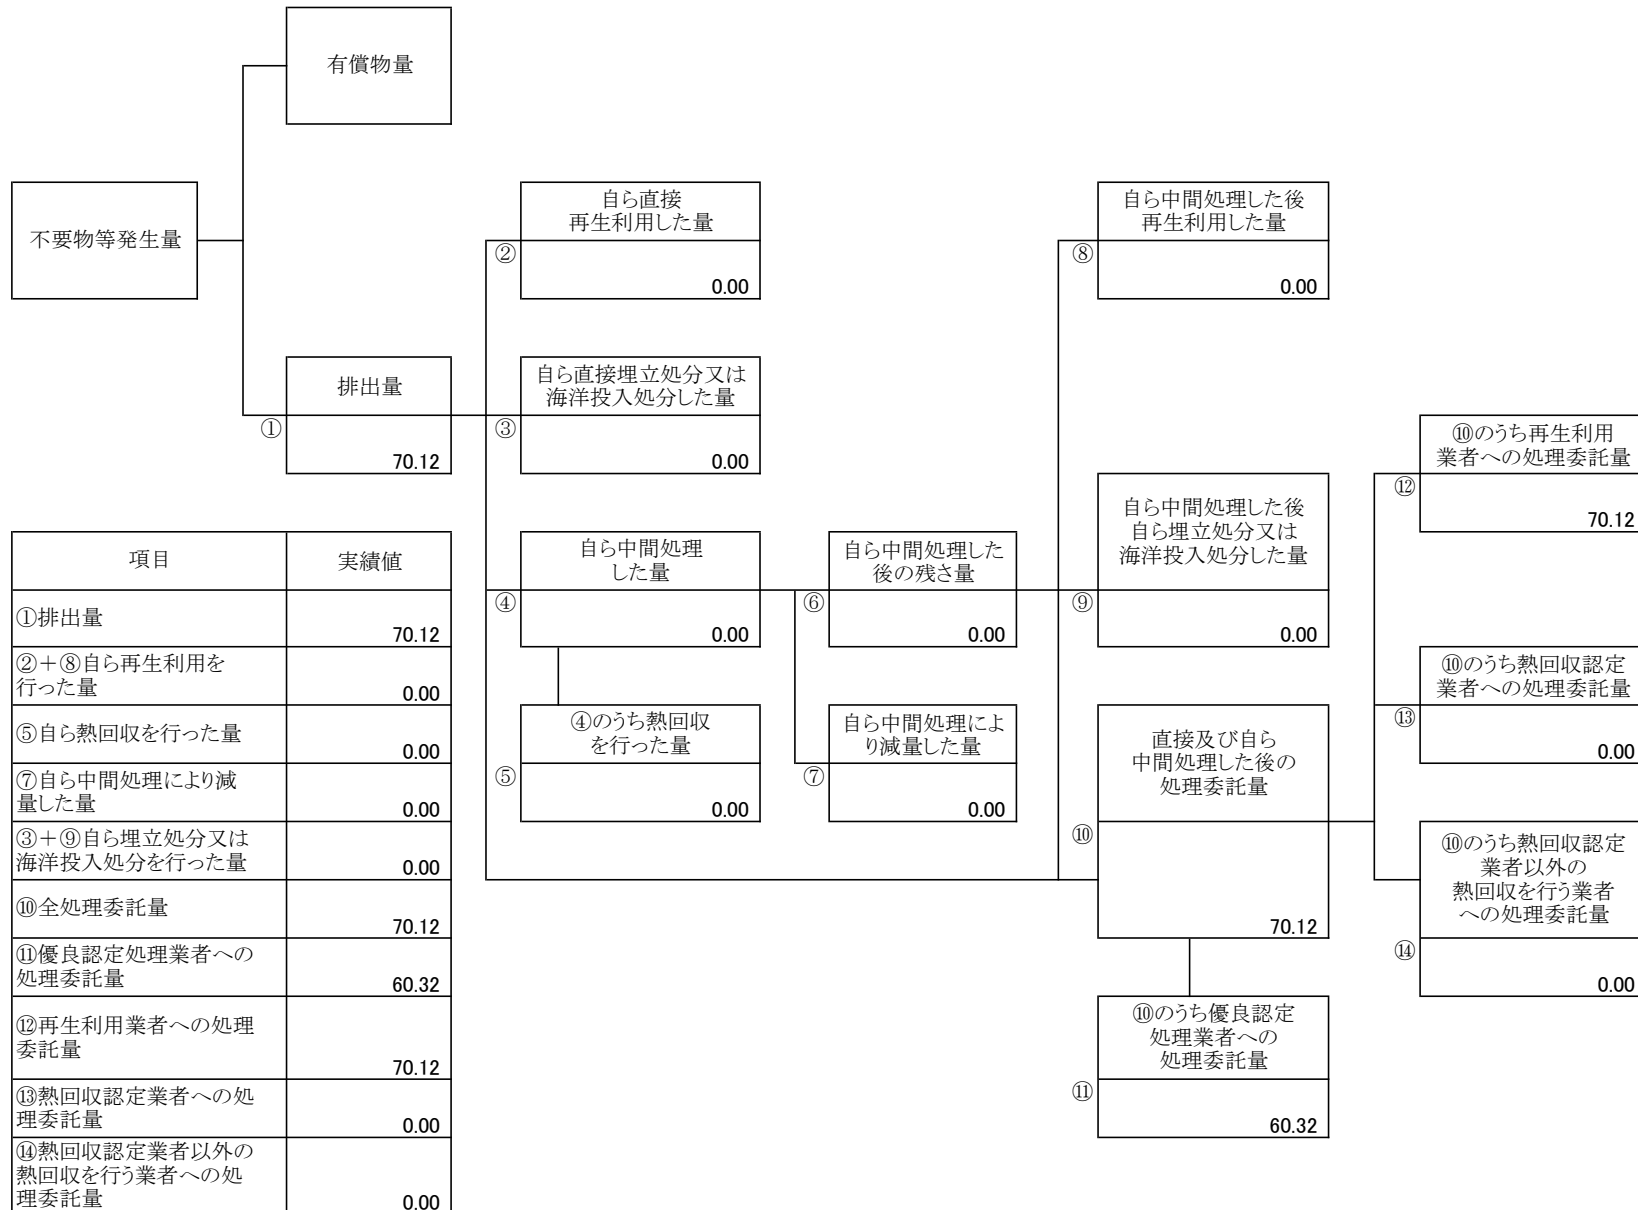 有償物量
不要物等発生量
自ら直接
再生利用した量
②
0.00
自ら中間処理した後
再生利用した量
⑧
0.00
排出量
①
70.12
自ら直接埋立処分又は
海洋投入処分した量
③
0.00
⑩のうち再生利用
業者への処理委託量
⑫
70.12
自ら中間処理
した量
④
0.00
自ら中間処理した
後の残さ量
⑥
0.00
自ら中間処理した後
自ら埋立処分又は
海洋投入処分した量
⑨
0.00
⑩のうち熱回収認定
業者への処理委託量
⑬
0.00
④のうち熱回収
を行った量
⑤
0.00
自ら中間処理によ
り減量した量
⑦
0.00
直接及び自ら
中間処理した後の
処理委託量
⑩
70.12
⑩のうち熱回収認定
業者以外の
熱回収を行う業者
への処理委託量
⑭
0.00
⑩のうち優良認定
処理業者への
処理委託量
⑪
60.32
項目 実績値
①排出量
70.12
②＋⑧自ら再生利用を
行った量
0.00
⑤自ら熱回収を行った量
0.00
⑦自ら中間処理により減
量した量
0.00
③＋⑨自ら埋立処分又は
海洋投入処分を行った量
0.00
⑩全処理委託量
70.12
⑪優良認定処理業者への
処理委託量
60.32
⑫再生利用業者への処理
委託量
70.12
⑬熱回収認定業者への処
理委託量
0.00
⑭熱回収認定業者以外の
熱回収を行う業者への処
理委託量
0.00